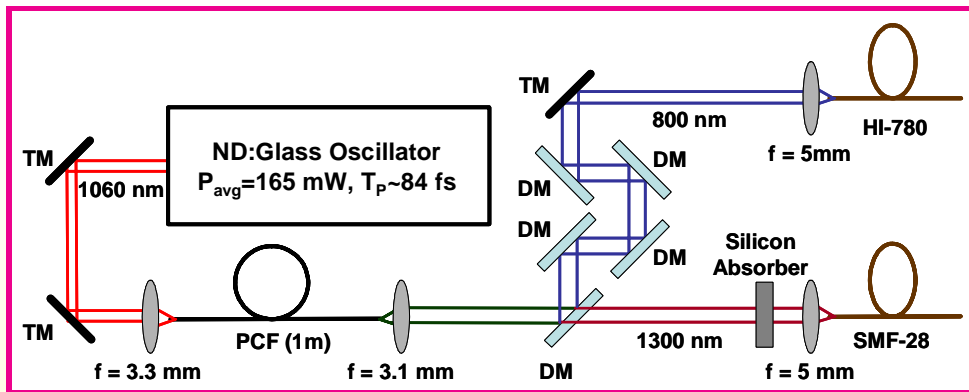 TM
800 nm
HI-780
f = 5mm
ND:Glass Oscillator
P_avg=165 mW, T_P~84 fs
TM
1060 nm
DM
DM
DM
DM
Silicon
Absorber
TM
PCF (1m)
1300 nm
SMF-28
f = 3.3 mm
f = 3.1 mm
DM
f = 5 mm